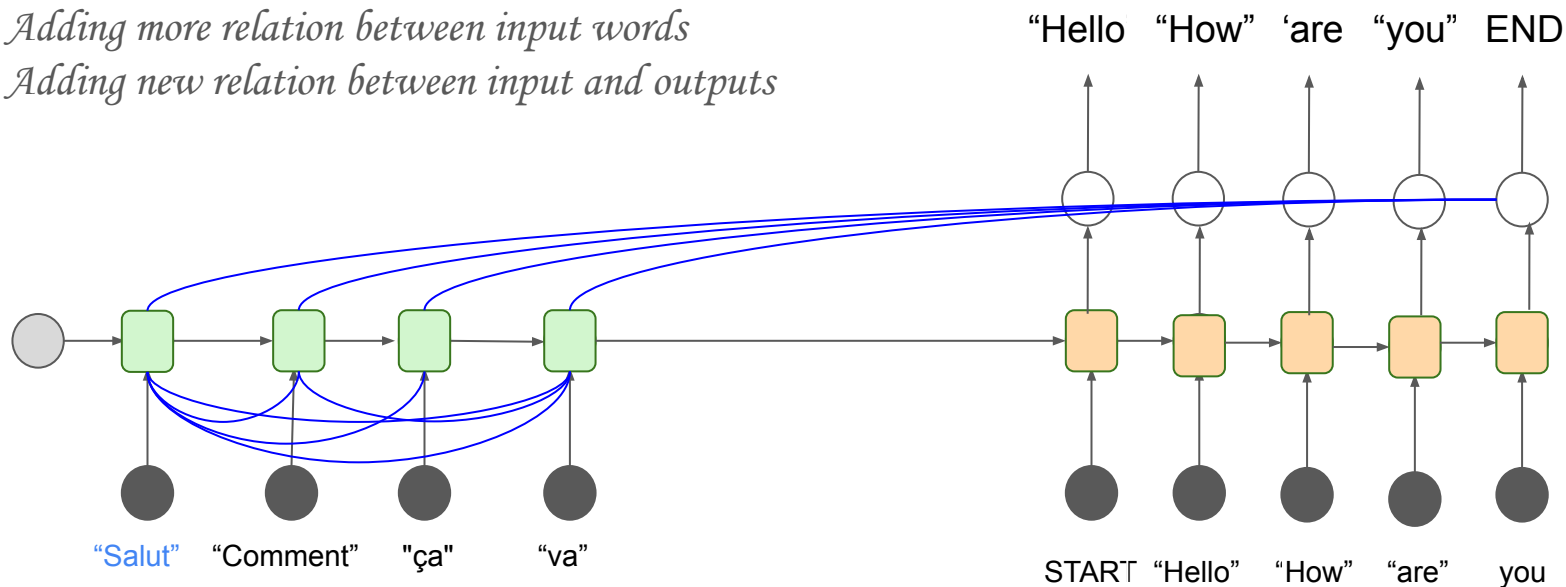 Adding more relation between input words
Adding new relation between input and outputs
“Hello “How” ‘are “you” END
“Salut” “Comment” "ça" “va”
START “Hello” “How” “are” you